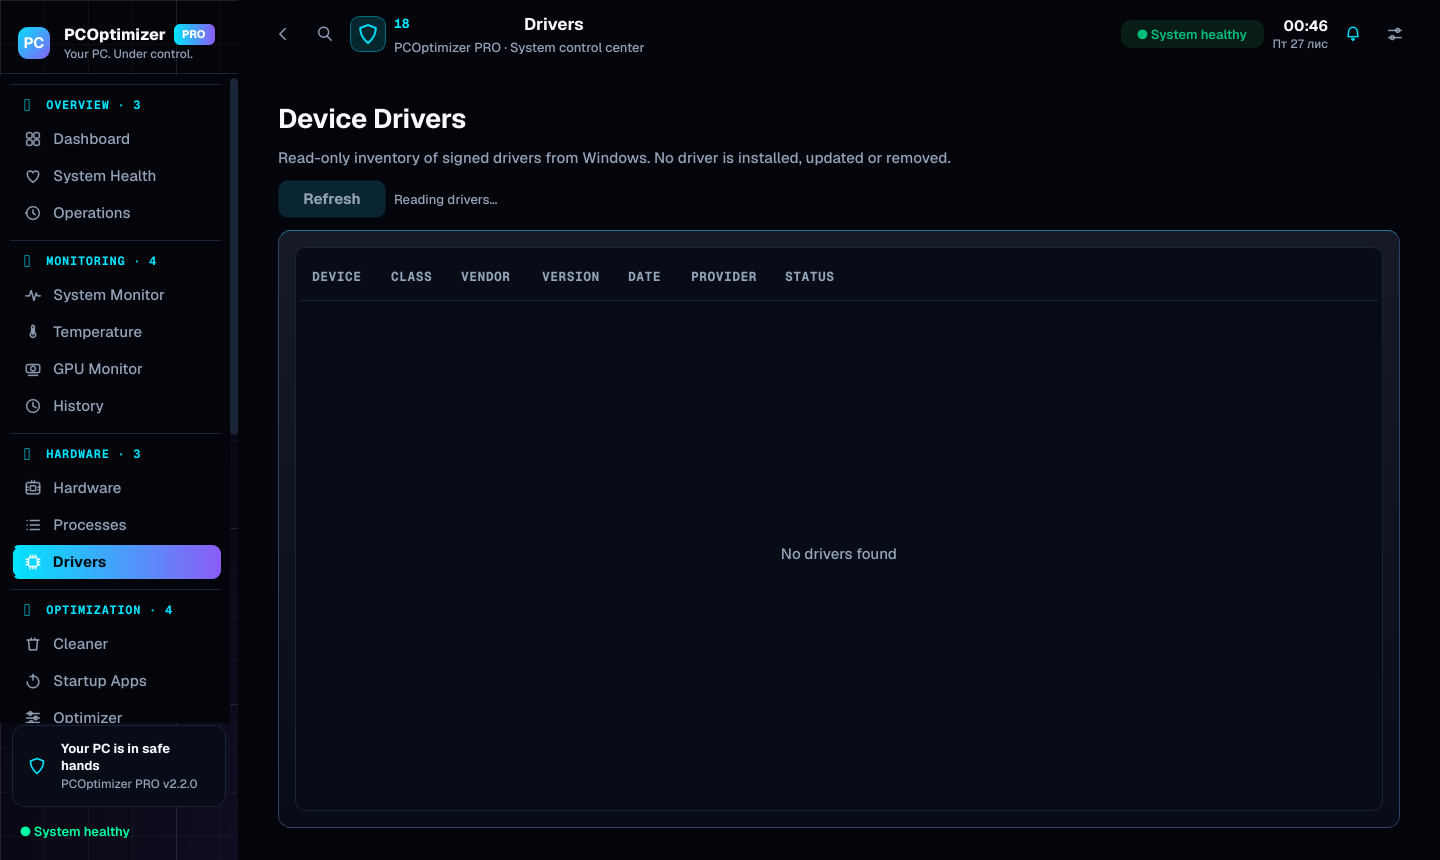 PC
PCOptimizer PRO
Your PC. Under control.
OVERVIEW · 3
Dashboard
System Health
Operations
MONITORING · 4
System Monitor
Temperature
GPU Monitor
History
HARDWARE · 3
Hardware
Processes
Drivers
OPTIMIZATION · 4
Cleaner
Startup Apps
Optimizer
Your PC is in safe
hands
PCOptimizer PRO v2.2.0
System healthy
18
Drivers
PCOptimizer PRO · System control center
System healthy
00:46
Пт 27 лис
Device Drivers
Read-only inventory of signed drivers from Windows. No driver is installed, updated or removed.
Refresh
Reading drivers…
DEVICE CLASS VENDOR VERSION DATE PROVIDER STATUS
No drivers found